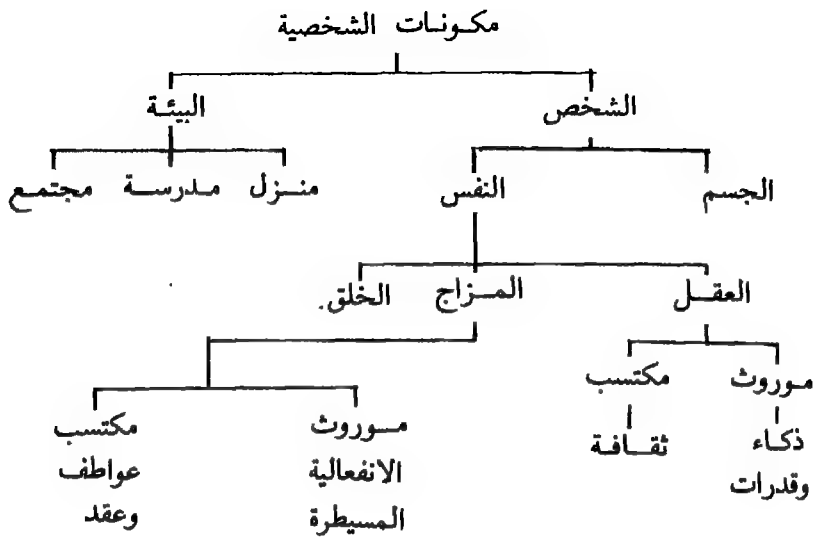 مكونات الشخصية
الشخص البيئة
الجسم النفس منزل مدرسة مجتمع
العقل المزاج الخلق.
موروث مكتسب
ذكاء ثقافة
وقدرات
موروث مكتسب
الانفعالية عواطف
المسيطرة وعقد